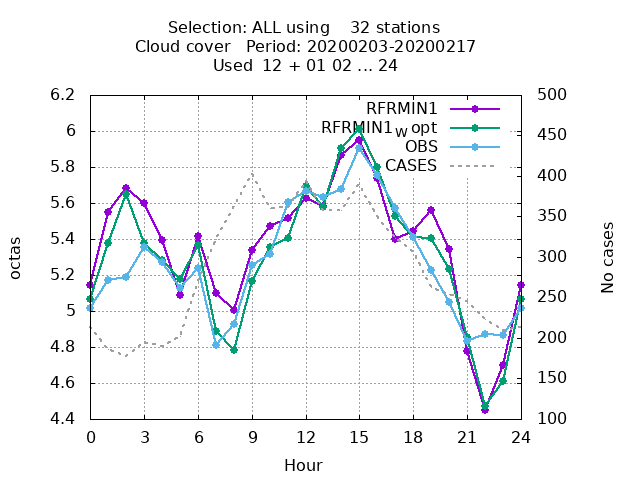 Selection: ALL using    32 stations
Cloud cover   Period: 20200203-20200217
Used  12 + 01 02 ... 24
6.2
6
5.8
5.6
5.4
5.2
5
4.8
4.6
4.4
octas
RFRMIN1
RFRMIN1w opt
OBS
CASES
500
450
400
350
300
250
200
150
100
No cases
0 3 6 9 12 15 18 21 24
Hour